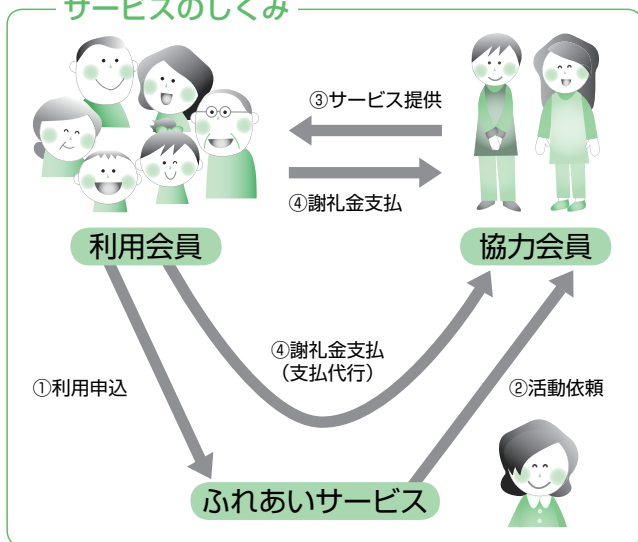 サービスのしくみ
③サービス提供
④謝礼金支払
利用会員
協力会員
④謝礼金支払
（支払代行）
①利用申込
②活動依頼
ふれあいサービス